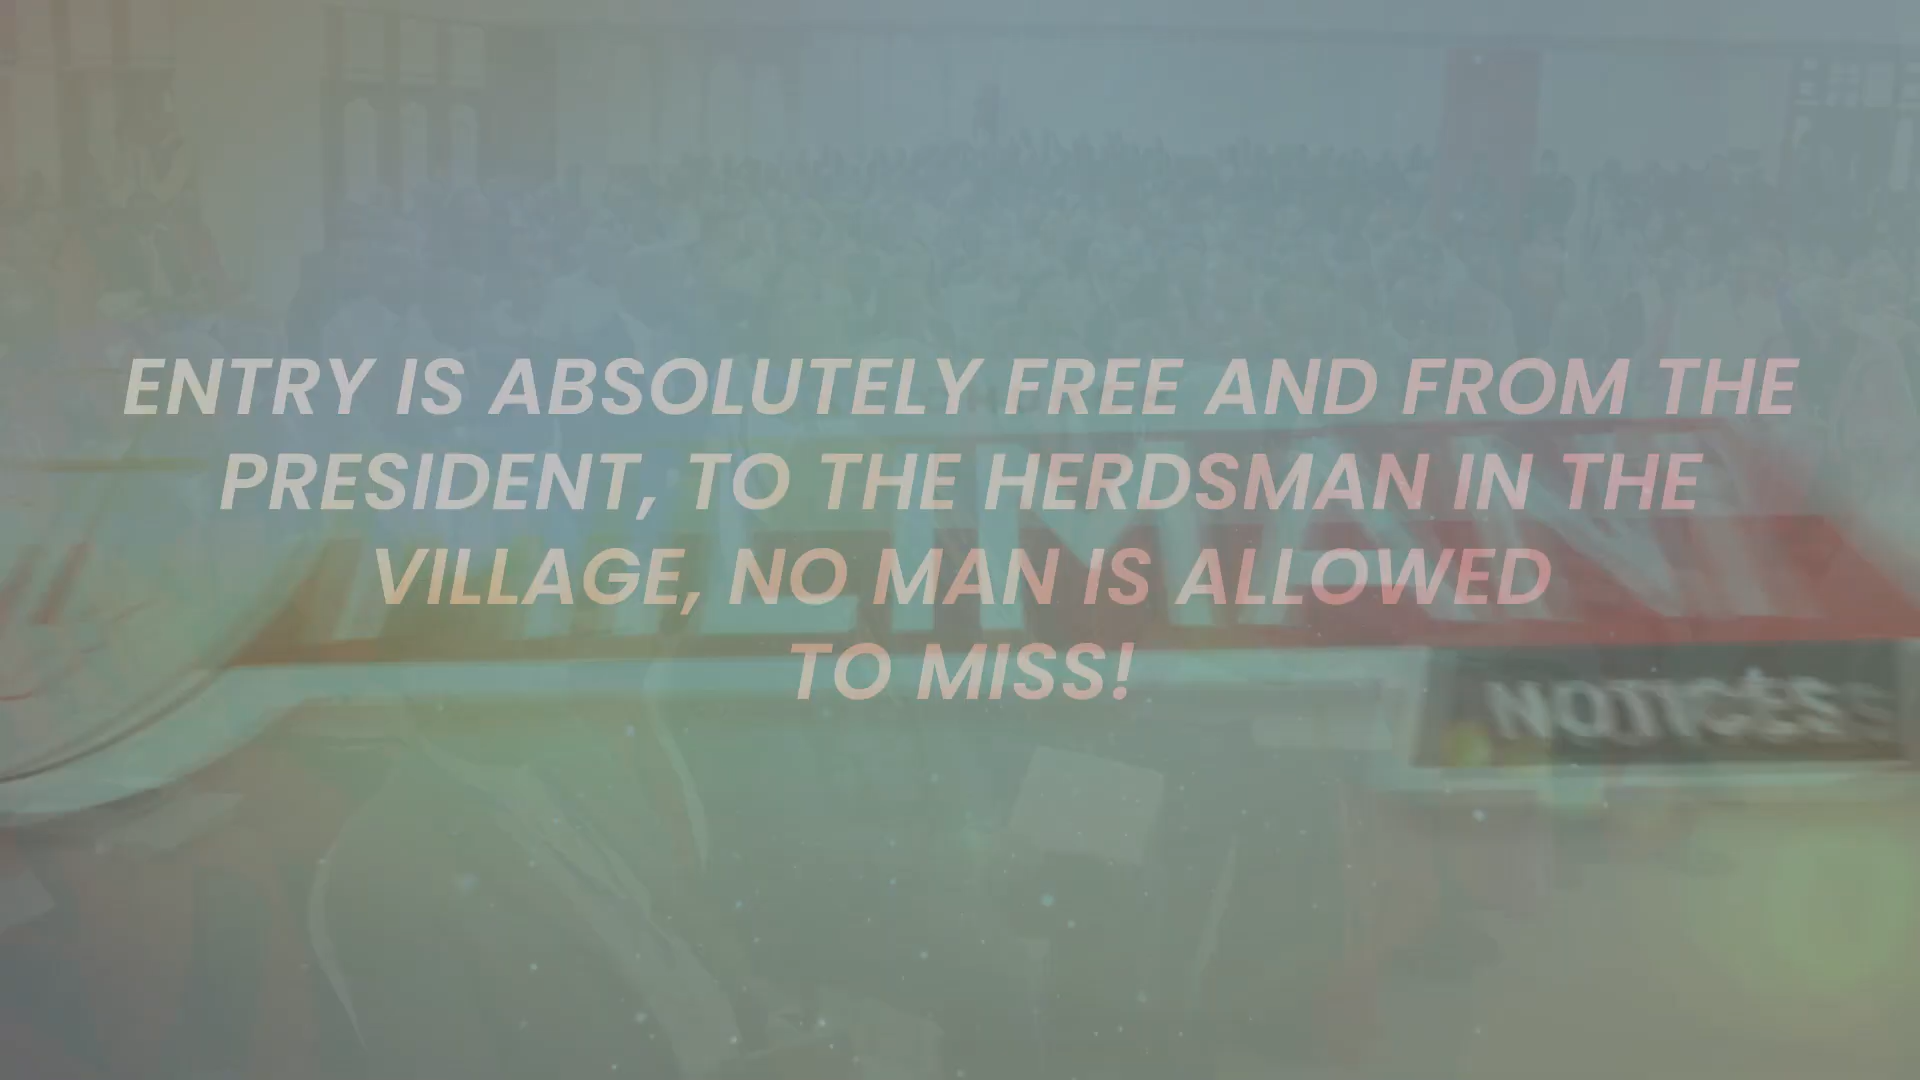 ENTRY IS ABSOLUTELY FREE AND FROM THE
PRESIDENT, TO THE HERDSMAN IN THE
VILLAGE, NO MAN IS ALLOWED
TO MISS!
NOTICES